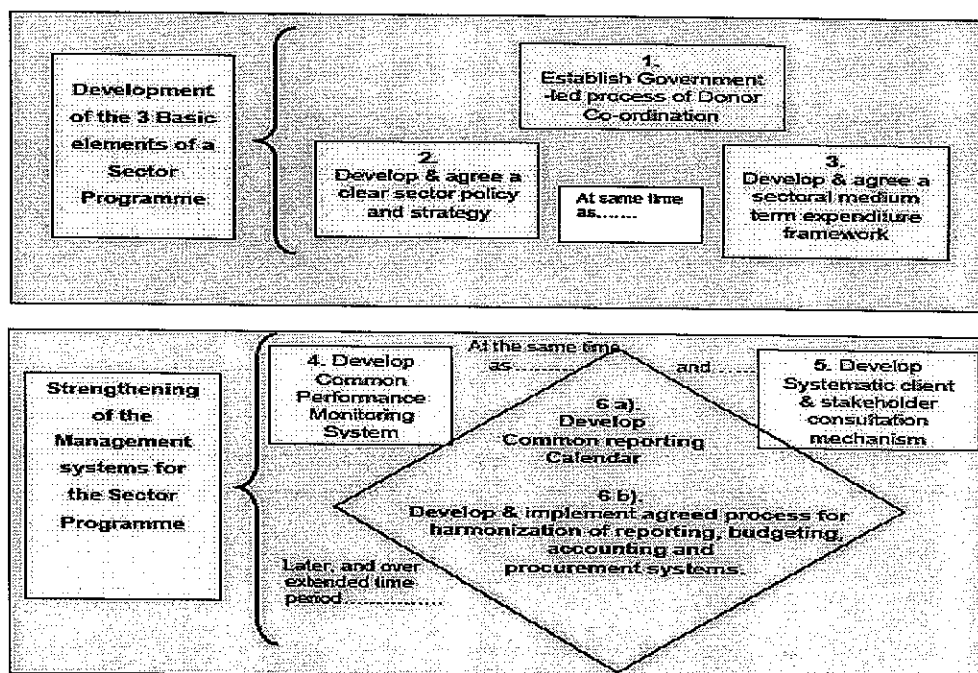 Development
of the 3 Basic
elements of a
Sector
Programme
1.
Establish Government
-led process of Donor
Co-ordination
2.
Develop & agree a
clear sector policy
and strategy
At same time
as.......
3.
Develop & agree a
sectoral medium
term expenditure
framework
Strengthening
of the
Management
systems for
the Sector
Programme
4. Develop
Common
Performance
Monitoring
System
At the same time
as.................. and ......
5. Develop
Systematic client
& stakeholder
consultation
mechanism
6 a).
Develop
Common reporting
Calendar
6 b).
Develop & implement agreed process for
harmonization of reporting, budgeting,
accounting and
procurement systems.
Later, and over
extended time
period...................